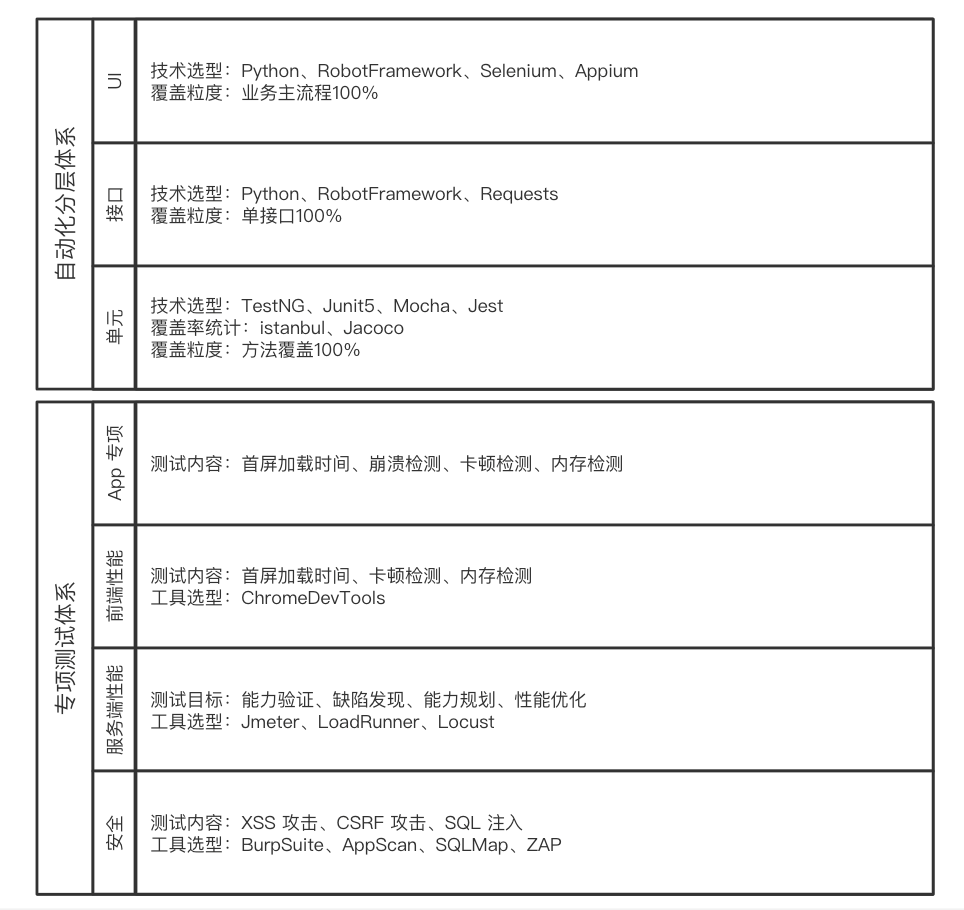 自动化分层体系
UI
技术选型：Python、RobotFramework、Selenium、Appium
覆盖粒度：业务主流程100%
接口
技术选型：Python、RobotFramework、Requests
覆盖粒度：单接口100%
单元
技术选型：TestNG、Junit5、Mocha、Jest
覆盖率统计：istanbul、Jacoco
覆盖粒度：方法覆盖100%
专项测试体系
App 专项
测试内容：首屏加载时间、崩溃检测、卡顿检测、内存检测
前端性能
测试内容：首屏加载时间、卡顿检测、内存检测
工具选型：ChromeDevTools
服务端性能
测试目标：能力验证、缺陷发现、能力规划、性能优化
工具选型：Jmeter、LoadRunner、Locust
安全
测试内容：XSS 攻击、CSRF 攻击、SQL 注入
工具选型：BurpSuite、AppScan、SQLMap、ZAP